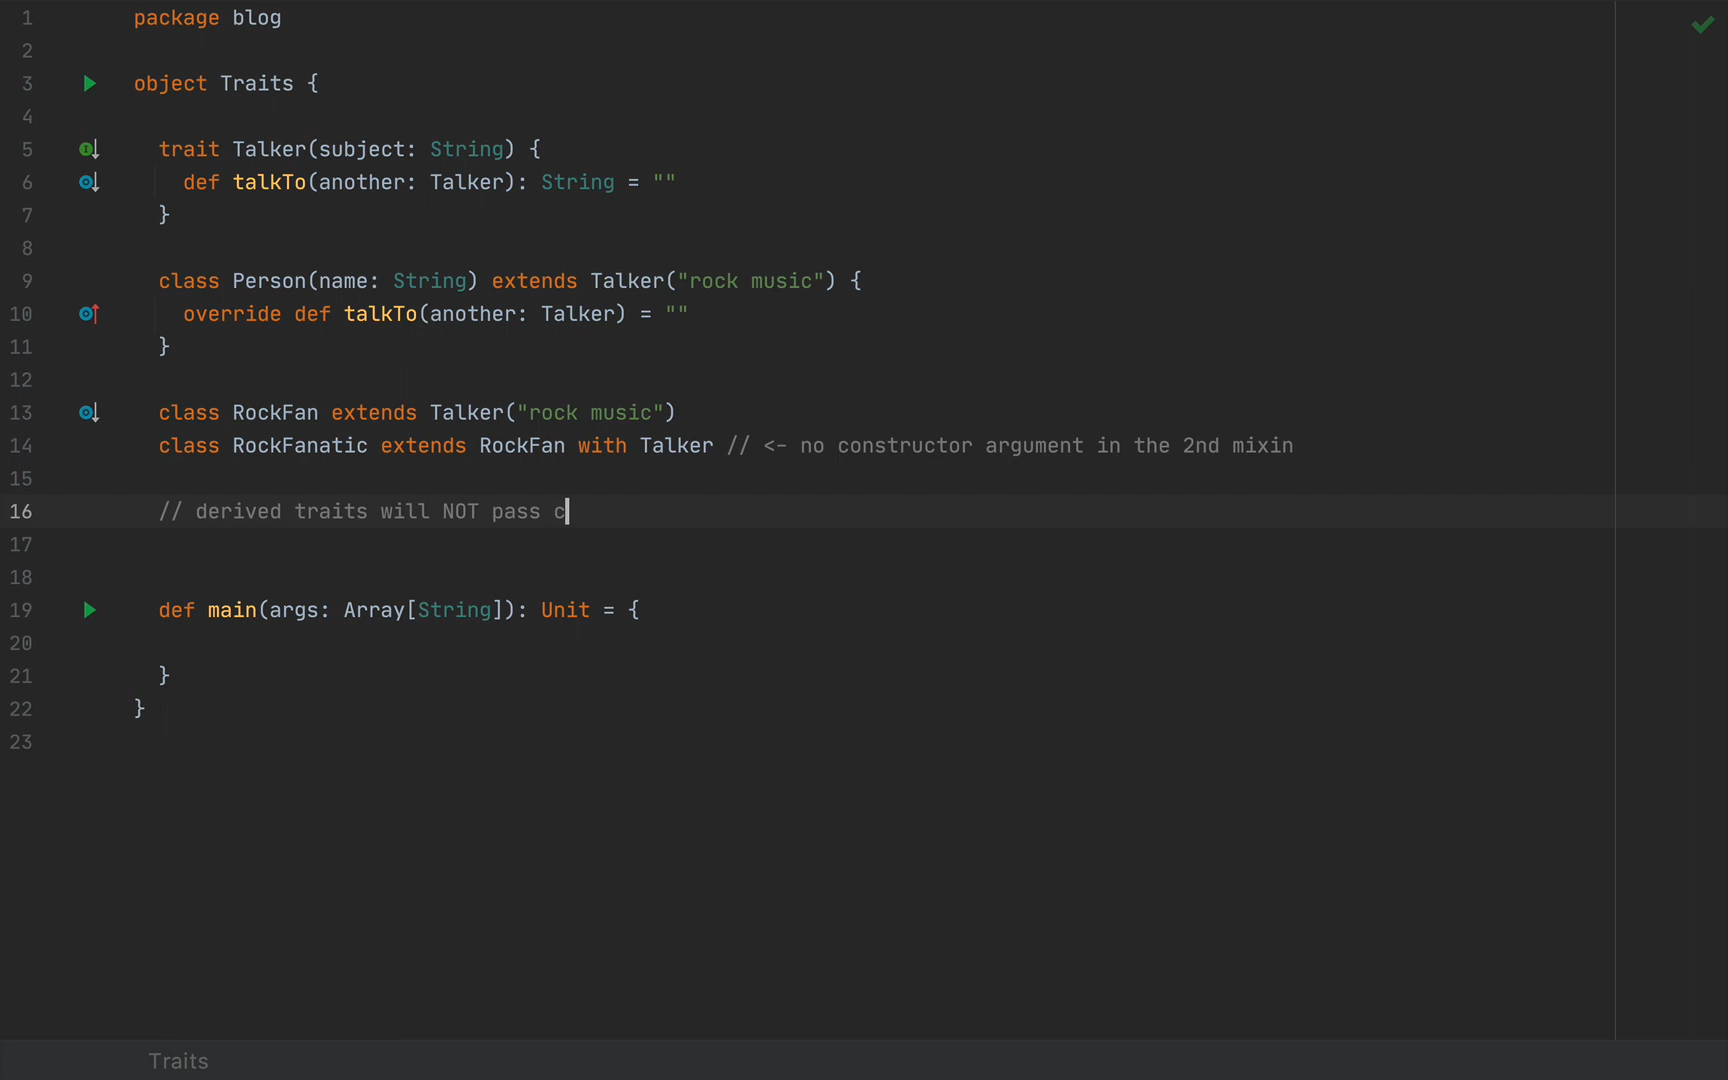 1 package blog
2
3 object Traits {
4
5 trait Talker(subject: String) {
6 def talkTo(another: Talker): String = ""
7 }
8
9 class Person(name: String) extends Talker("rock music") {
10 override def talkTo(another: Talker) = ""
11 }
12
13 class RockFan extends Talker("rock music")
14 class RockFanatic extends RockFan with Talker // <- no constructor argument in the 2nd mixin
15
16 // derived traits will NOT pass c
17
18
19 def main(args: Array[String]): Unit = {
20
21 }
22 }
23
Traits